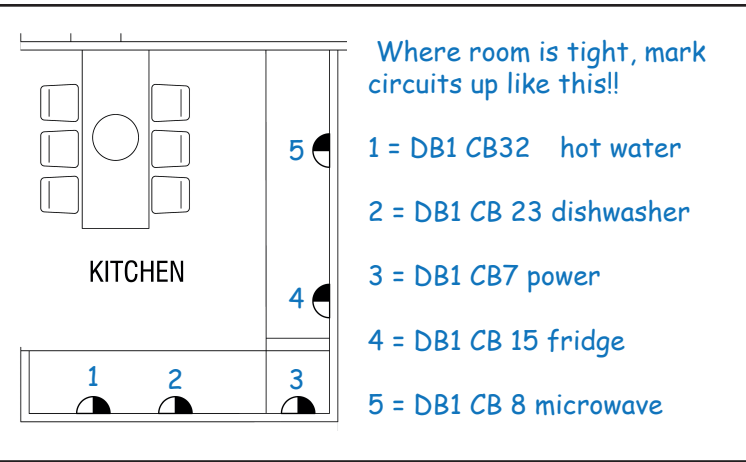 Where room is tight, mark
circuits up like this!!
5
1 = DB1 CB32 hot water
2 = DB1 CB 23 dishwasher
KITCHEN
3 = DB1 CB7 power
4
4 = DB1 CB 15 fridge
1 2 3
5 = DB1 CB 8 microwave